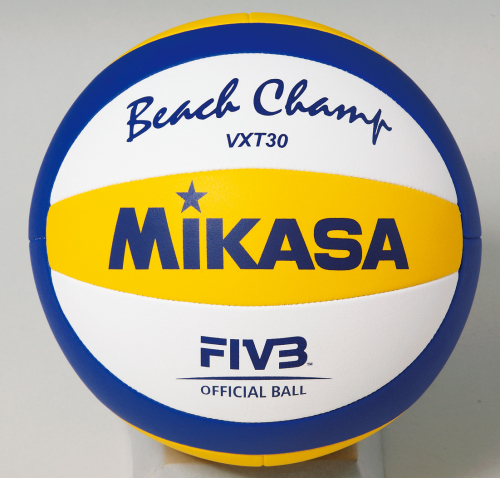 Beach Champ
VXT30
MIKASA
FIVB
OFFICIAL BALL